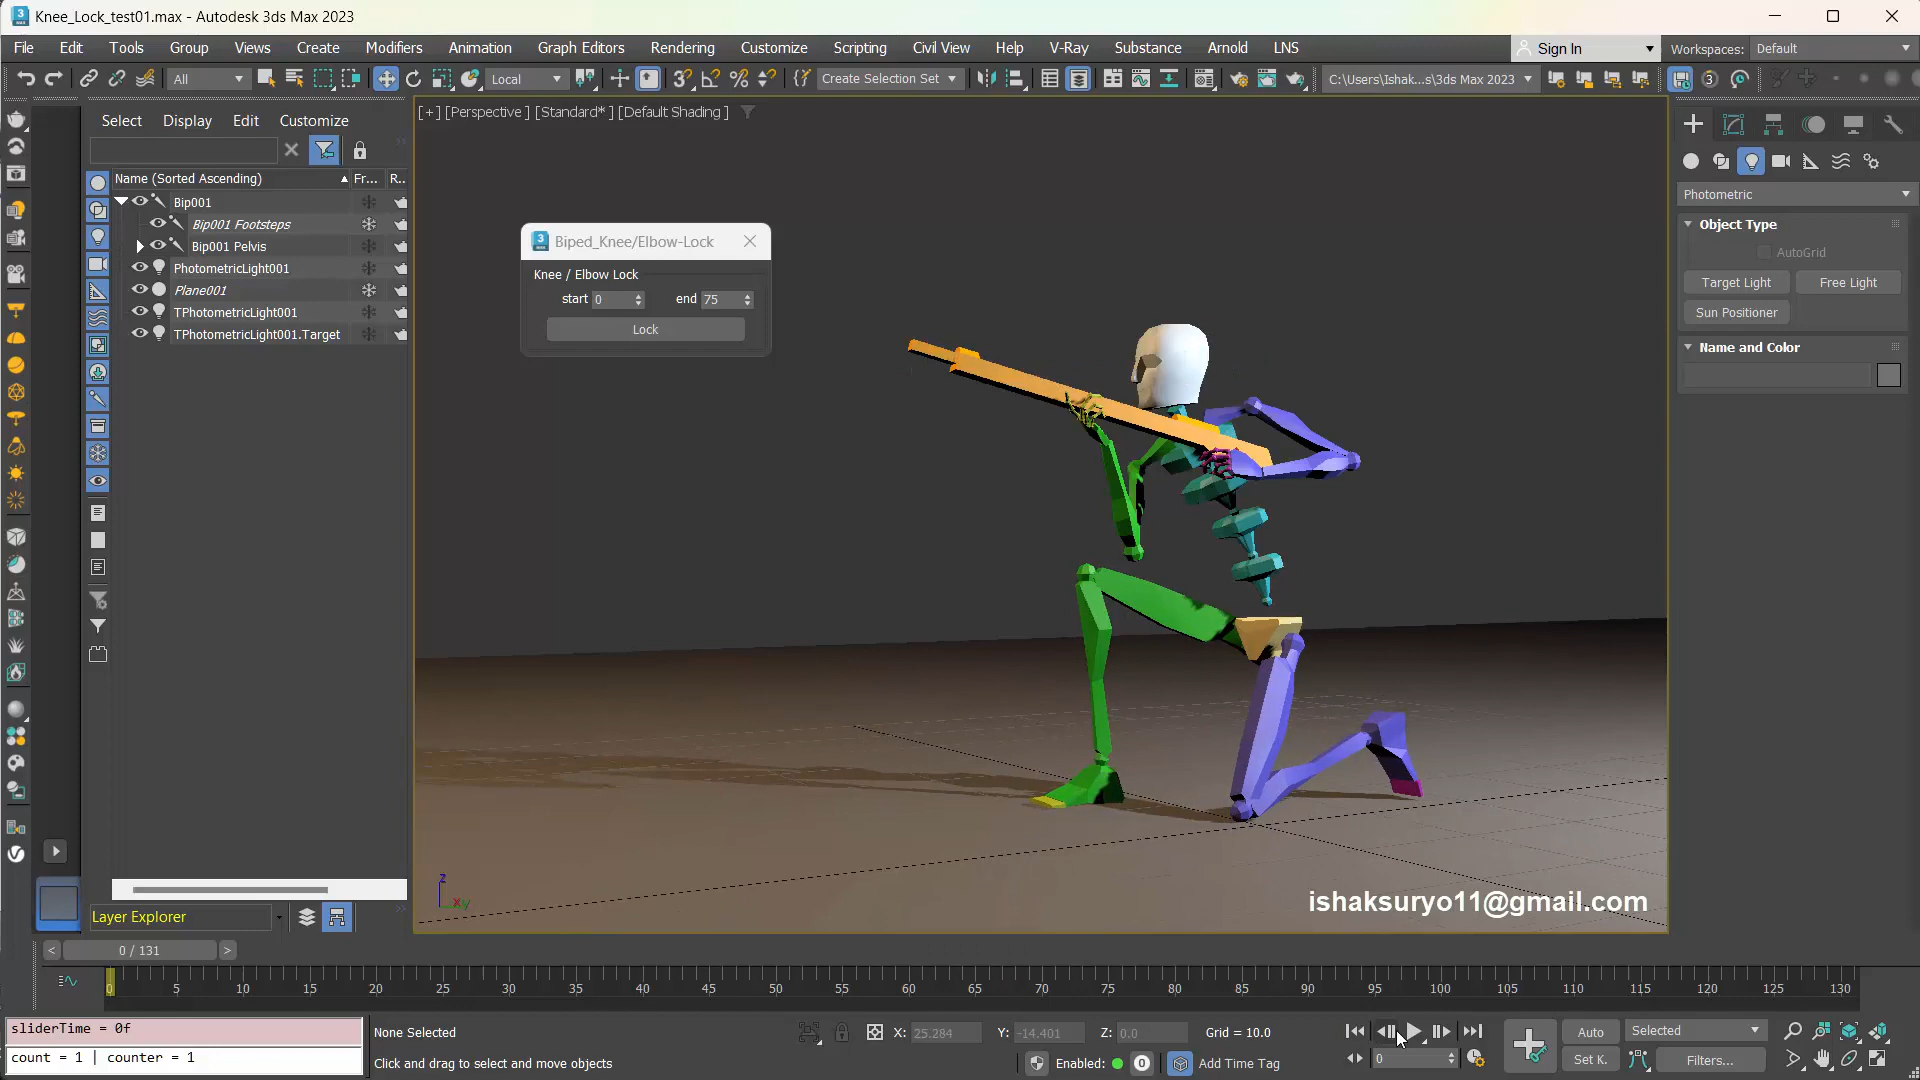 Knee_Lock_test01.max - Autodesk 3ds Max 2023
File Edit Tools Group Views Create Modifiers Animation Graph Editors Rendering Customize Scripting Civil View Help V-Ray Substance Arnold LNS
Sign In
Workspaces: Default
All
Local
Create Selection Set
C:\Users\Ishak...s\3ds Max 2023
Select Display Edit Customize
[+] [Perspective ] [Standard* ] [Default Shading ]
Name (Sorted Ascending) Fr... R..
Bip001
Bip001 Footsteps
Bip001 Pelvis
PhotometricLight001
Plane001
TPhotometricLight001
TPhotometricLight001.Target
Biped_Knee/Elbow-Lock
Knee / Elbow Lock
start 0 end 75
Lock
Photometric
Object Type
AutoGrid
Target Light Free Light
Sun Positioner
Name and Color
z
x y
ishaksuryo11@gmail.com
Layer Explorer
< 0 / 131 >
0 5 10 15 20 25 30 35 40 45 50 55 60 65 70 75 80 85 90 95 100 105 110 115 120 125 130
sliderTime = 0f
count = 1 | counter = 1
None Selected
Click and drag to select and move objects
X: 25.284 Y: -14.401 Z: 0.0 Grid = 10.0
Enabled: 0 Add Time Tag
0
Auto Selected
Set K. Filters...